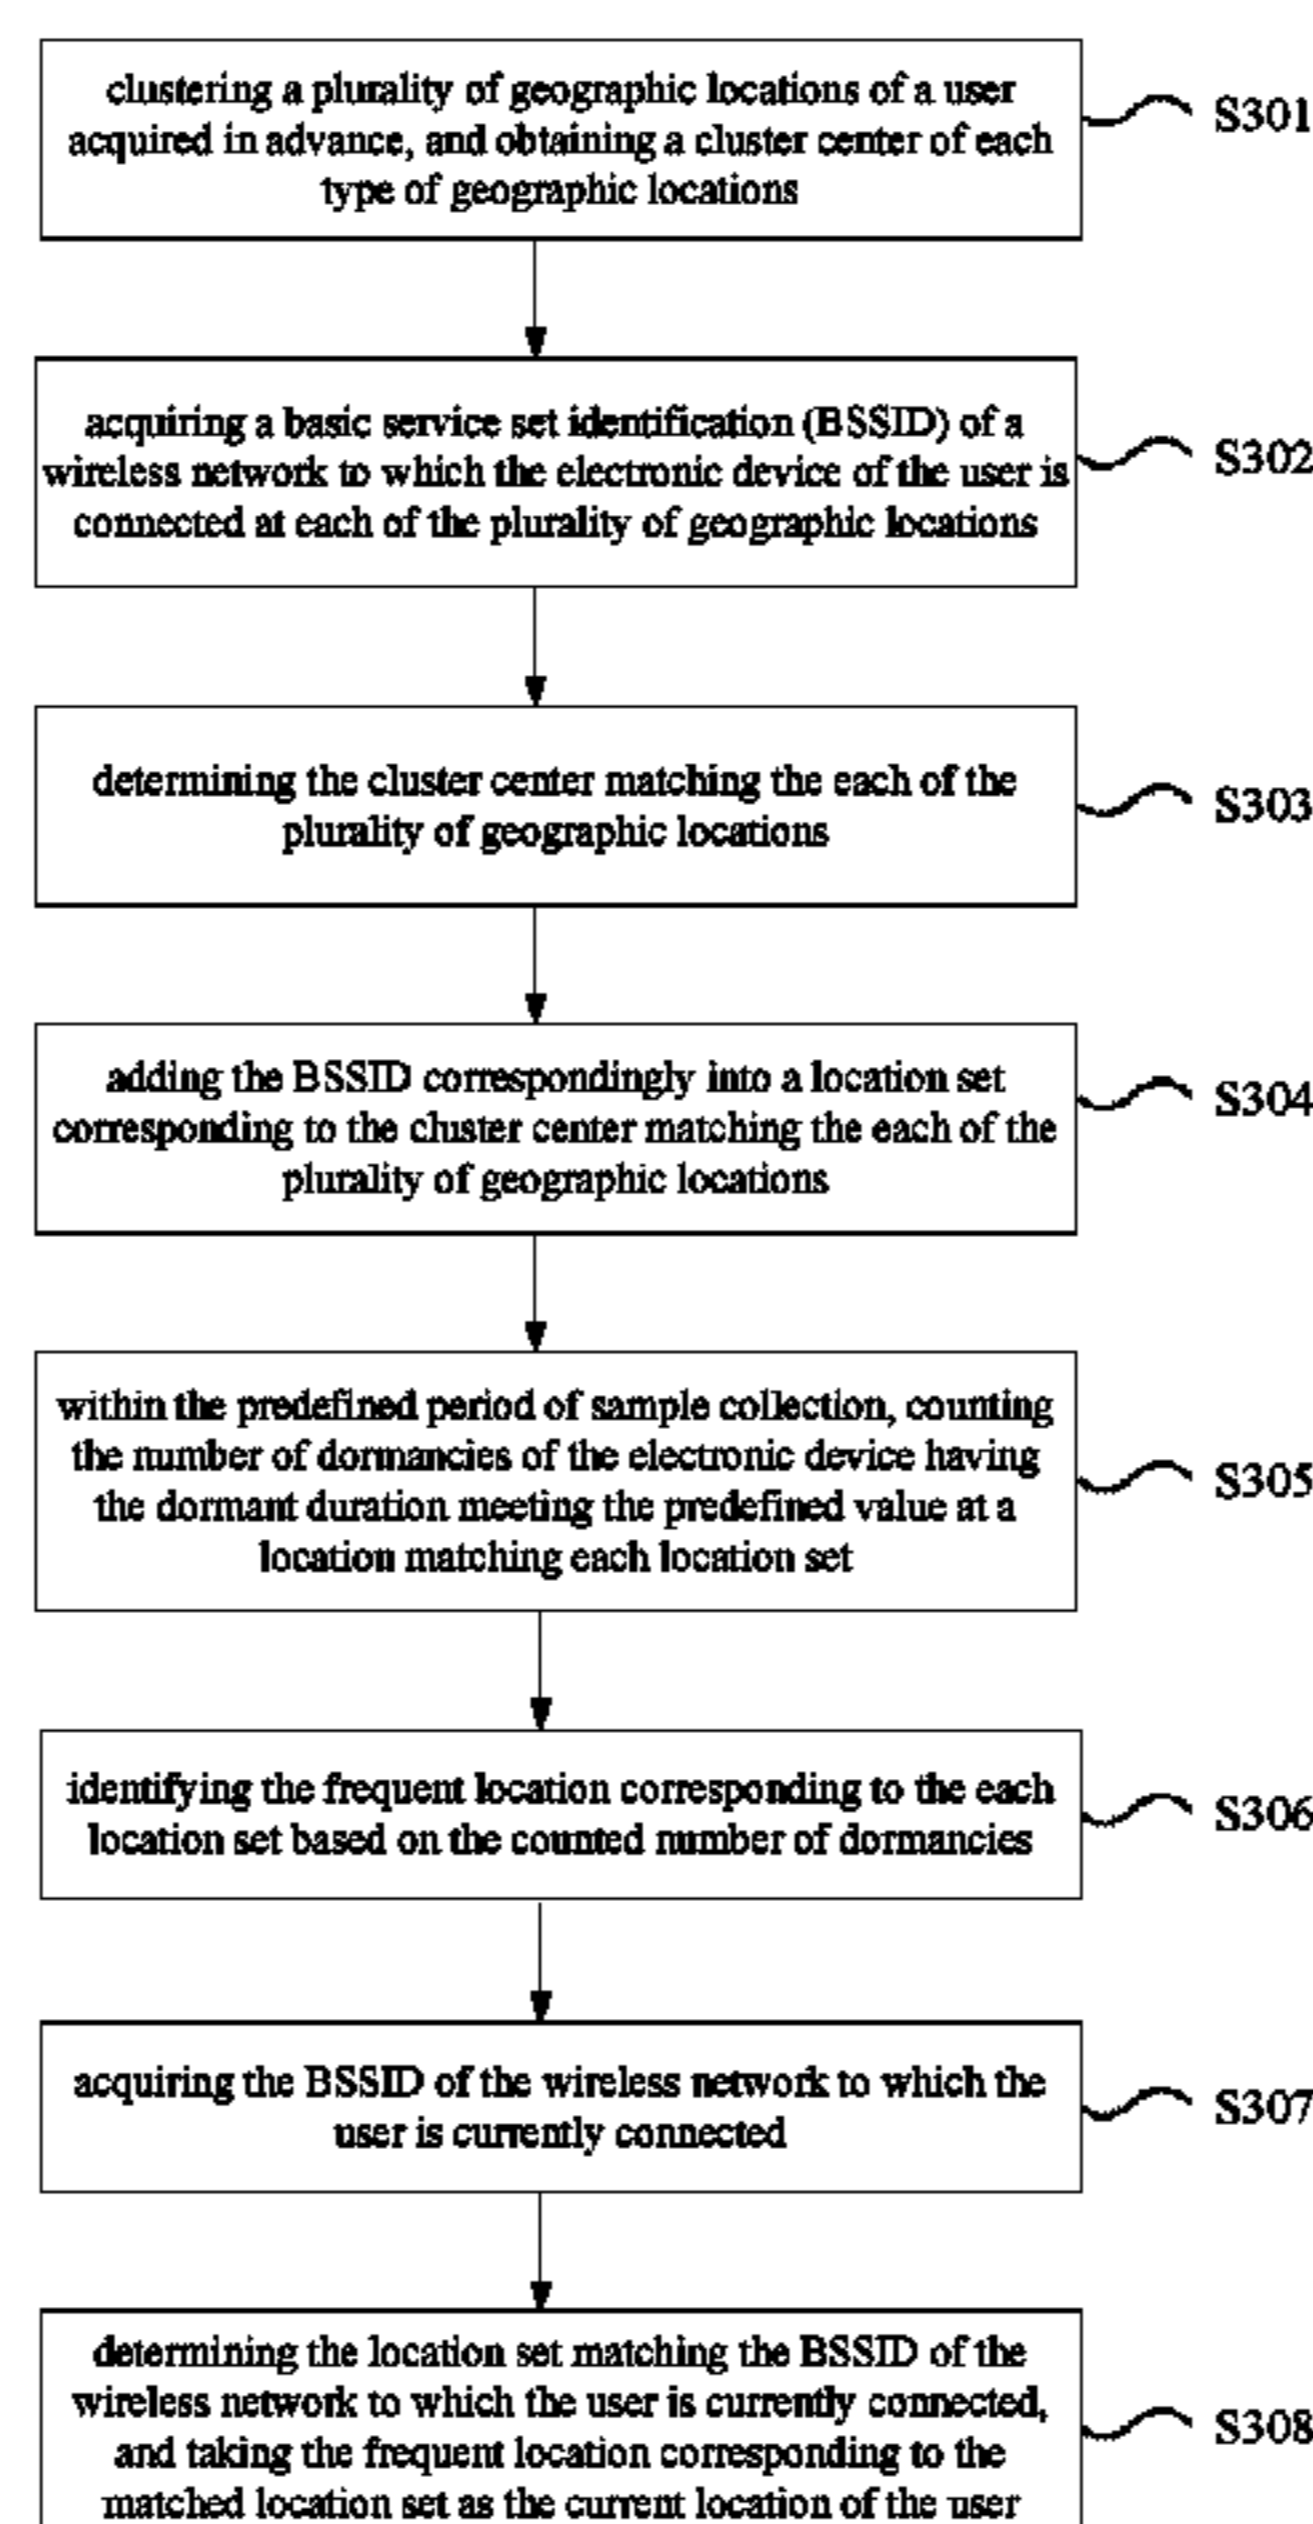 clustering a plurality of geographic locations of a user
acquired in advance, and obtaining a cluster center of each
type of geographic locations
S301
acquiring a basic service set identification (BSSID) of a
wireless network to which the electronic device of the user is
connected at each of the plurality of geographic locations
S302
determining the cluster center matching the each of the
plurality of geographic locations
S303
adding the BSSID correspondingly into a location set
corresponding to the cluster center matching the each of the
plurality of geographic locations
S304
within the predefined period of sample collection, counting
the number of dormancies of the electronic device having
the dormant duration meeting the predefined value at a
location matching each location set
S305
identifying the frequent location corresponding to the each
location set based on the counted number of dormancies
S306
acquiring the BSSID of the wireless network to which the
user is currently connected
S307
determining the location set matching the BSSID of the
wireless network to which the user is currently connected,
and taking the frequent location corresponding to the
matched location set as the current location of the user
S308